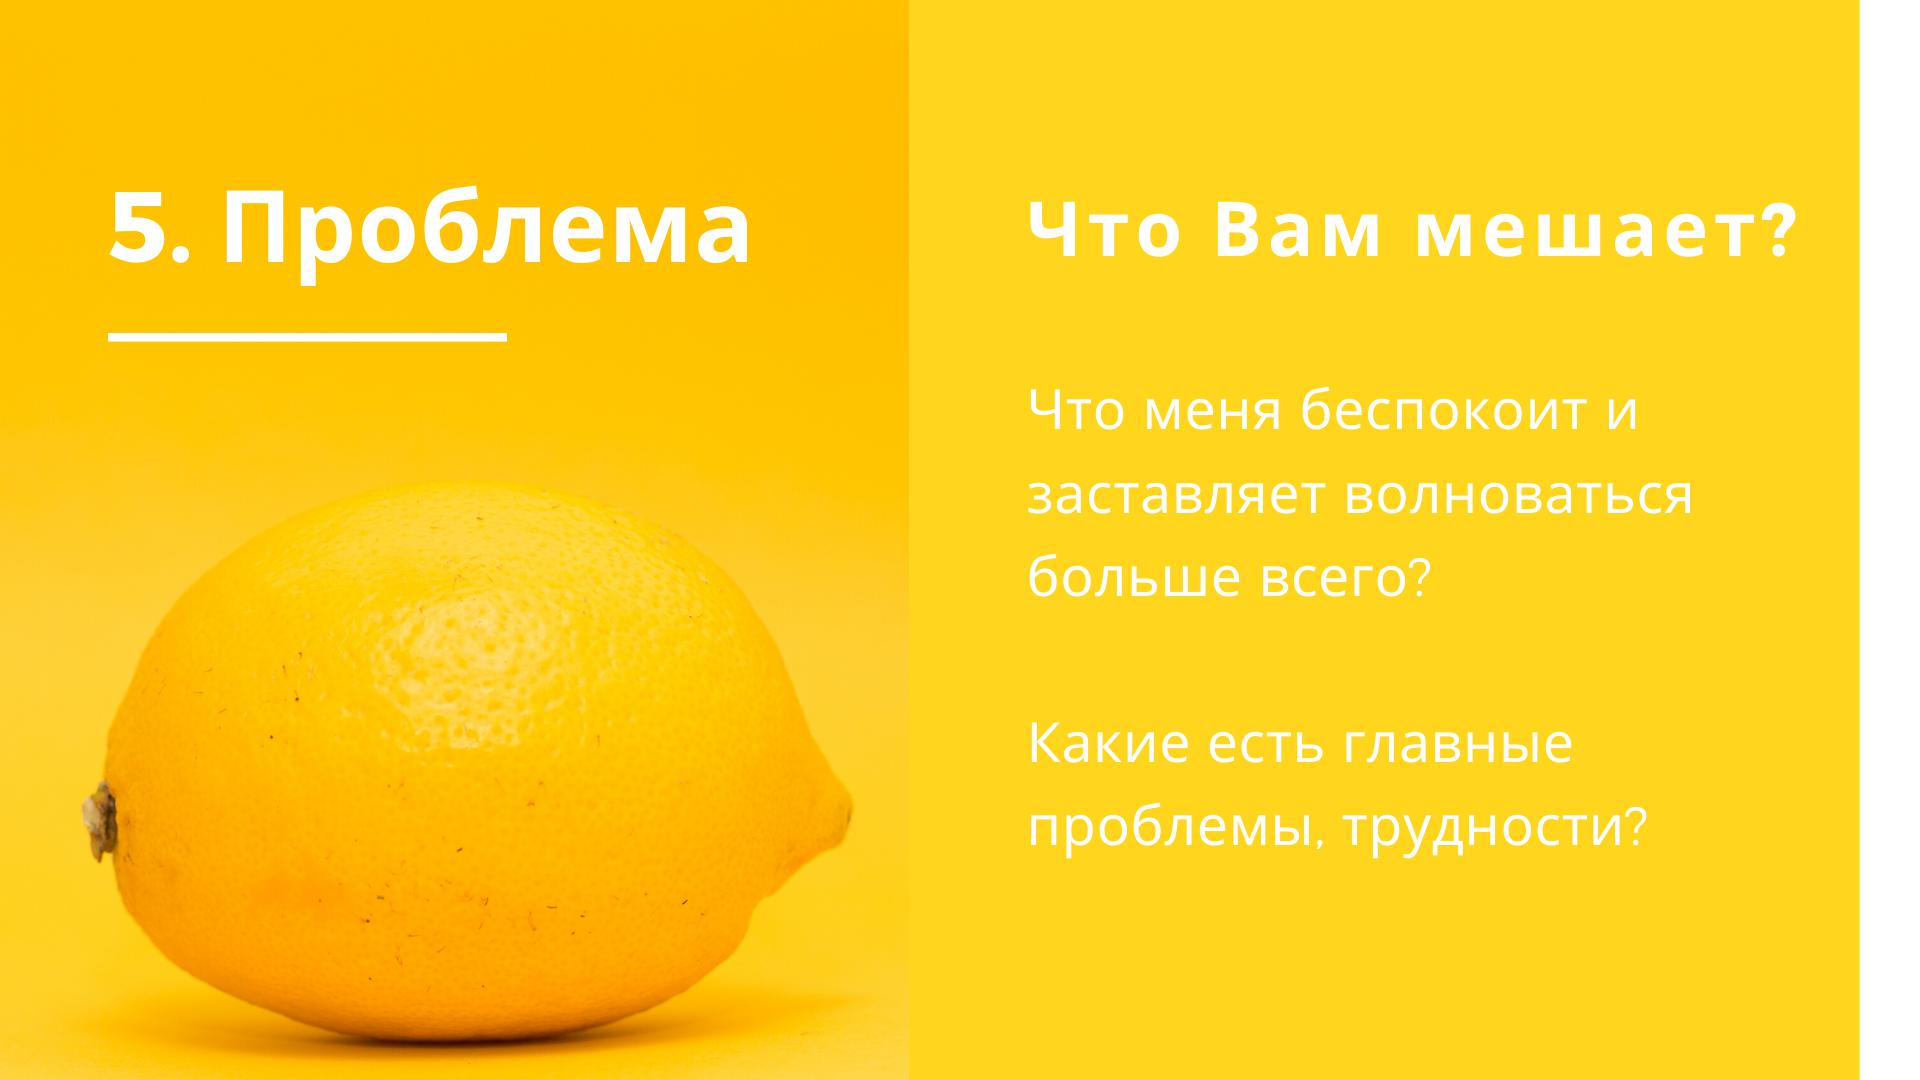 5. Проблема
Что Вам мешает?
Что меня беспокоит и
заставляет волноваться
больше всего?
Какие есть главные
проблемы, трудности?